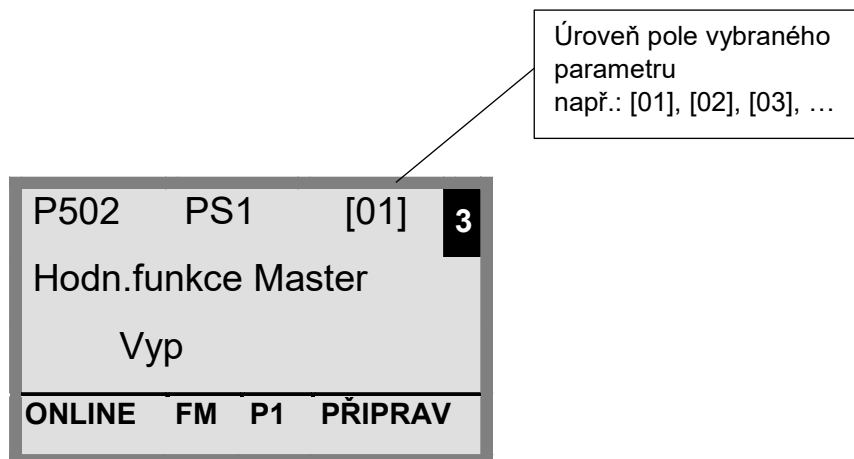 Úroveň pole vybraného
parametru
např.: [01], [02], [03], …
P502 PS1 [01] 3
Hodn.funkce Master
Vyp
ONLINE FM P1 PŘIPRAV